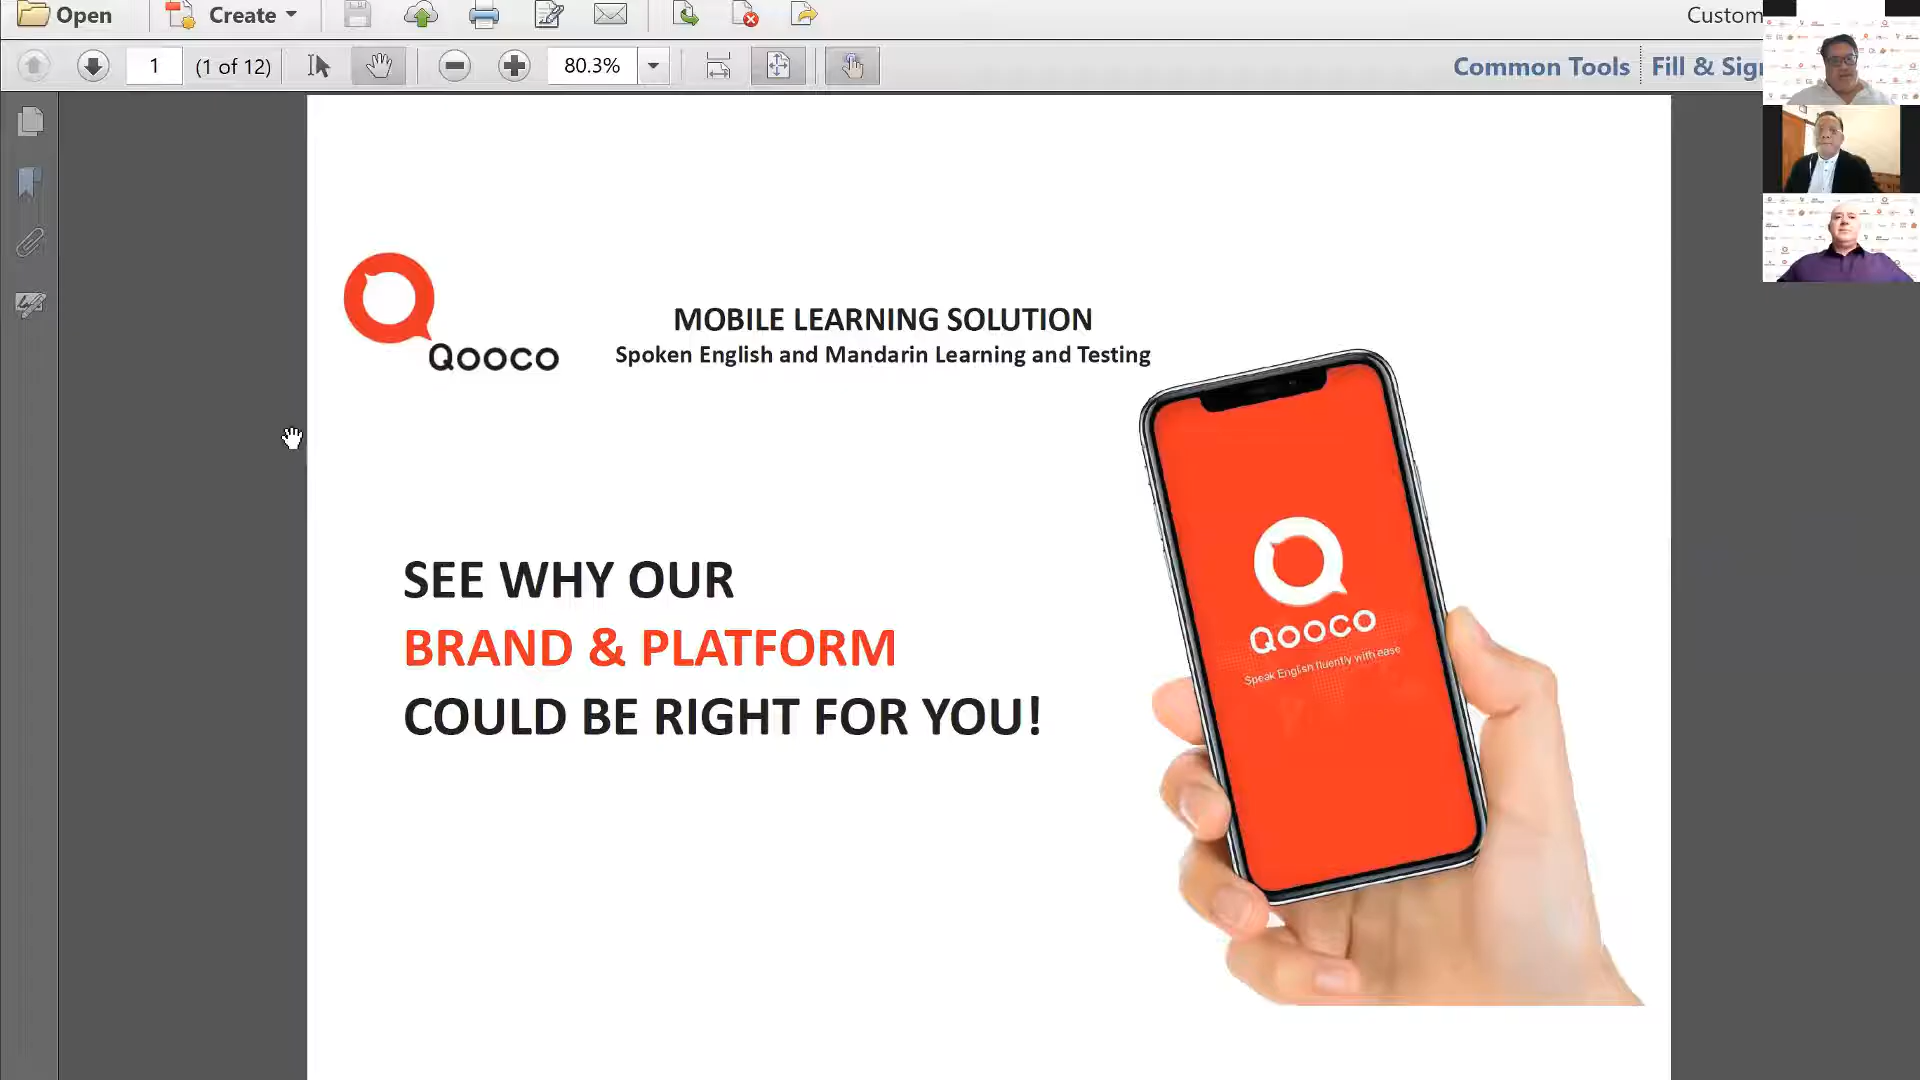 Open
Create
Custom
1
(1 of 12)
80.3%
Common Tools
Fill & Sign
Qooco
MOBILE LEARNING SOLUTION
Spoken English and Mandarin Learning and Testing
SEE WHY OUR
BRAND & PLATFORM
COULD BE RIGHT FOR YOU!
Qooco
Speak English fluently with ease